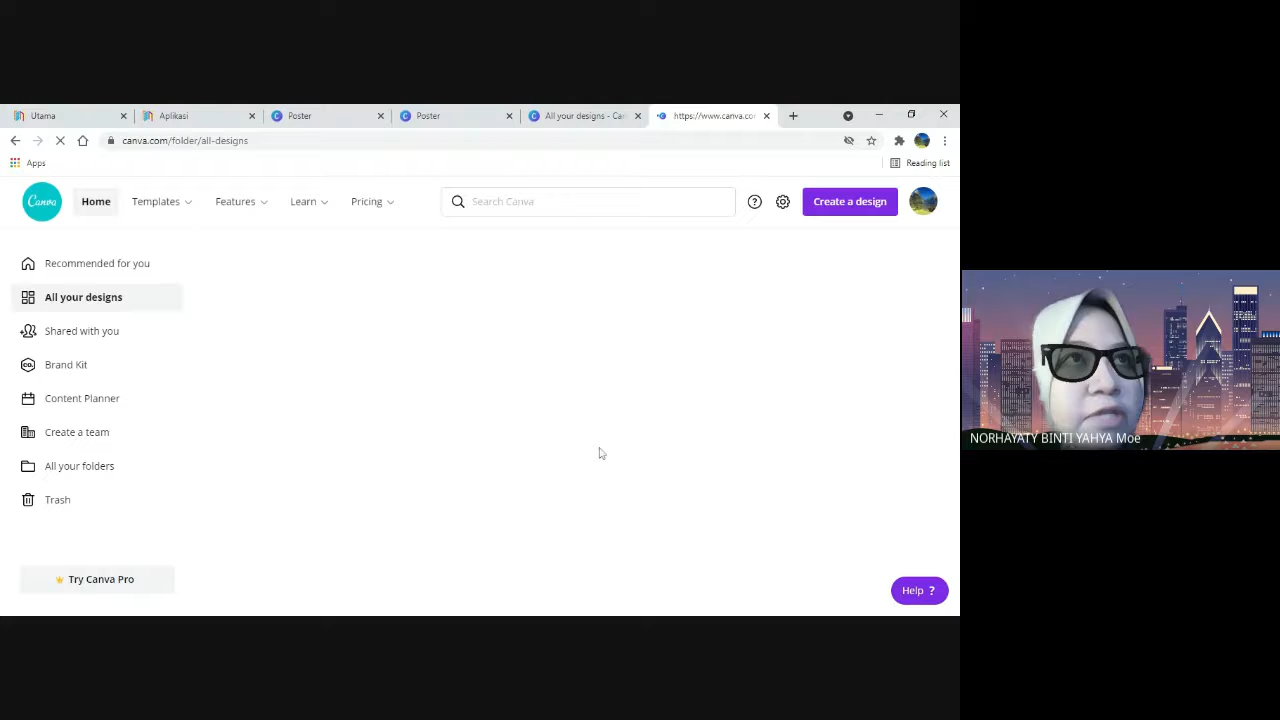 Utama
Aplikasi
Poster
Poster
All your designs - Can
https://www.canva.co
canva.com/folder/all-designs
Apps
Reading list
Canva
Home
Templates
Features
Learn
Pricing
Search Canva
Create a design
Recommended for you
All your designs
Shared with you
CO.
Brand Kit
Content Planner
Create a team
All your folders
Trash
Try Canva Pro
Help ?
NORHAYATY BINTI YAHYA Moe